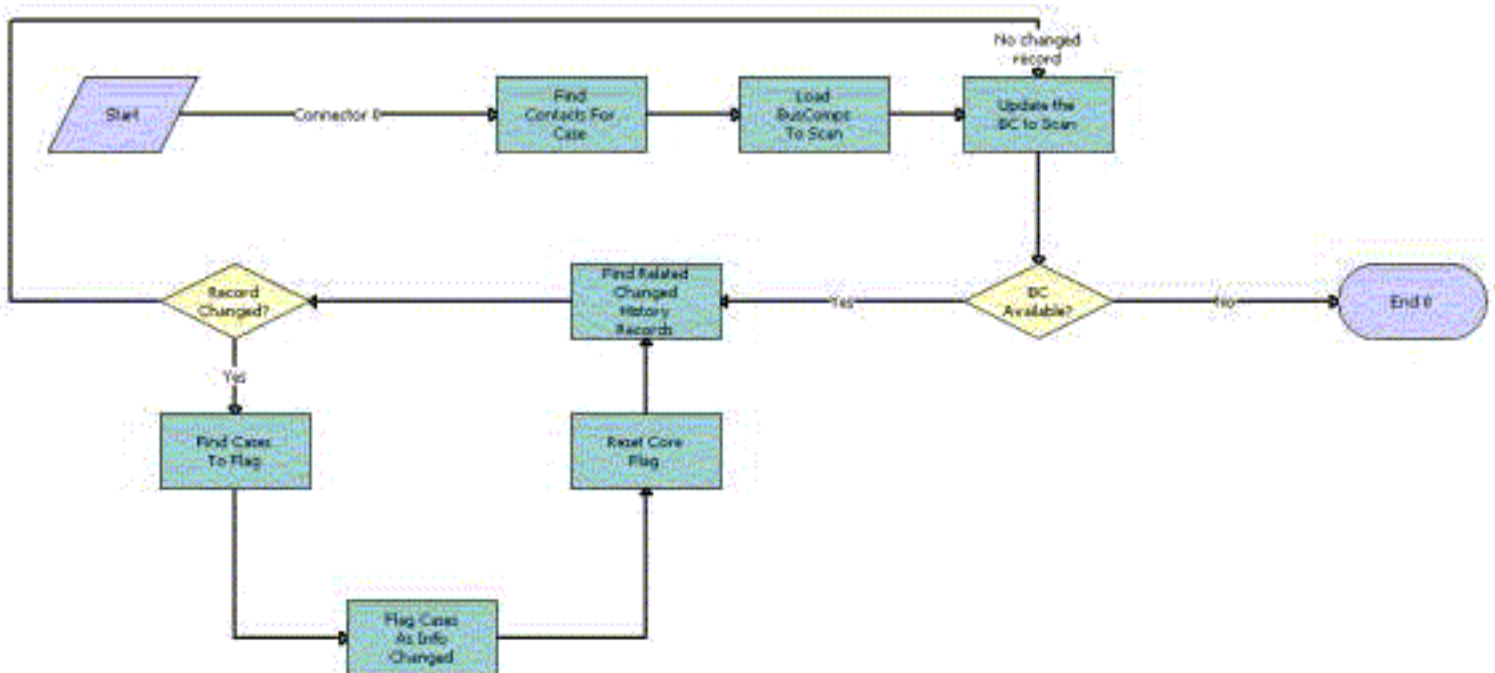 No changed
record
Start
Connector 0
Find
Contacts For
Case
Load
BusComps
To Scan
Update the
BC to Scan
Record
Changed?
Find Related
Changed
History
Records
Yes
BC
Available?
No
End 0
Yes
Find Cases
To Flag
Reset Core
Flag
Flag Cases
As Info
Changed